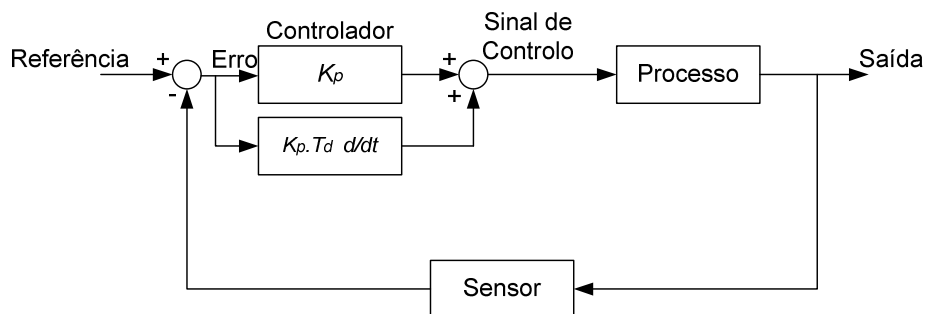 Referência
+
-
Erro
Controlador
Kp
Kp.Td d/dt
+
+
Sinal de
Controlo
Processo
Saída
Sensor